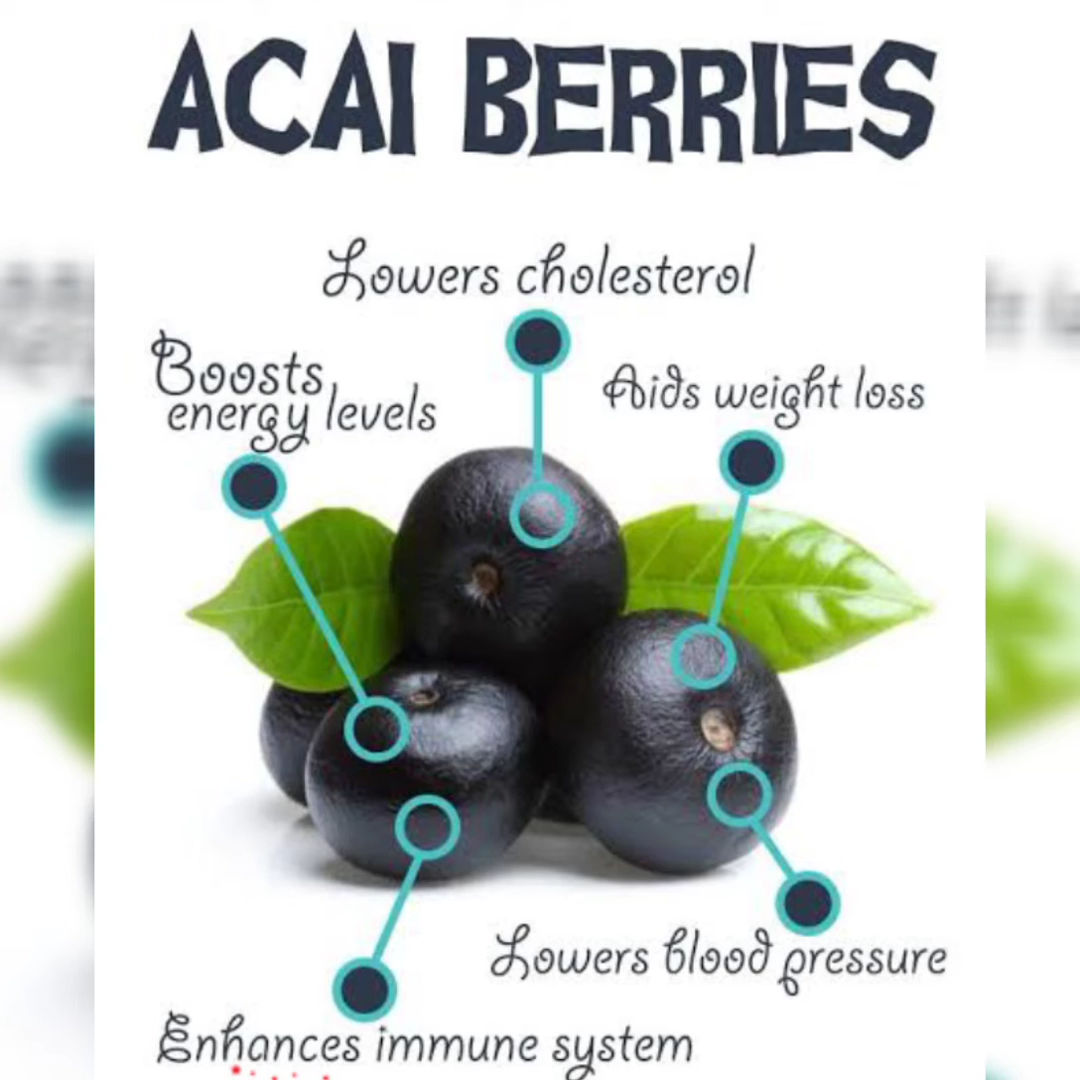 ACAI BERRIES
Lowers cholesterol
Boosts
energy levels
Aids weight loss
Lowers blood pressure
Enhances immune system